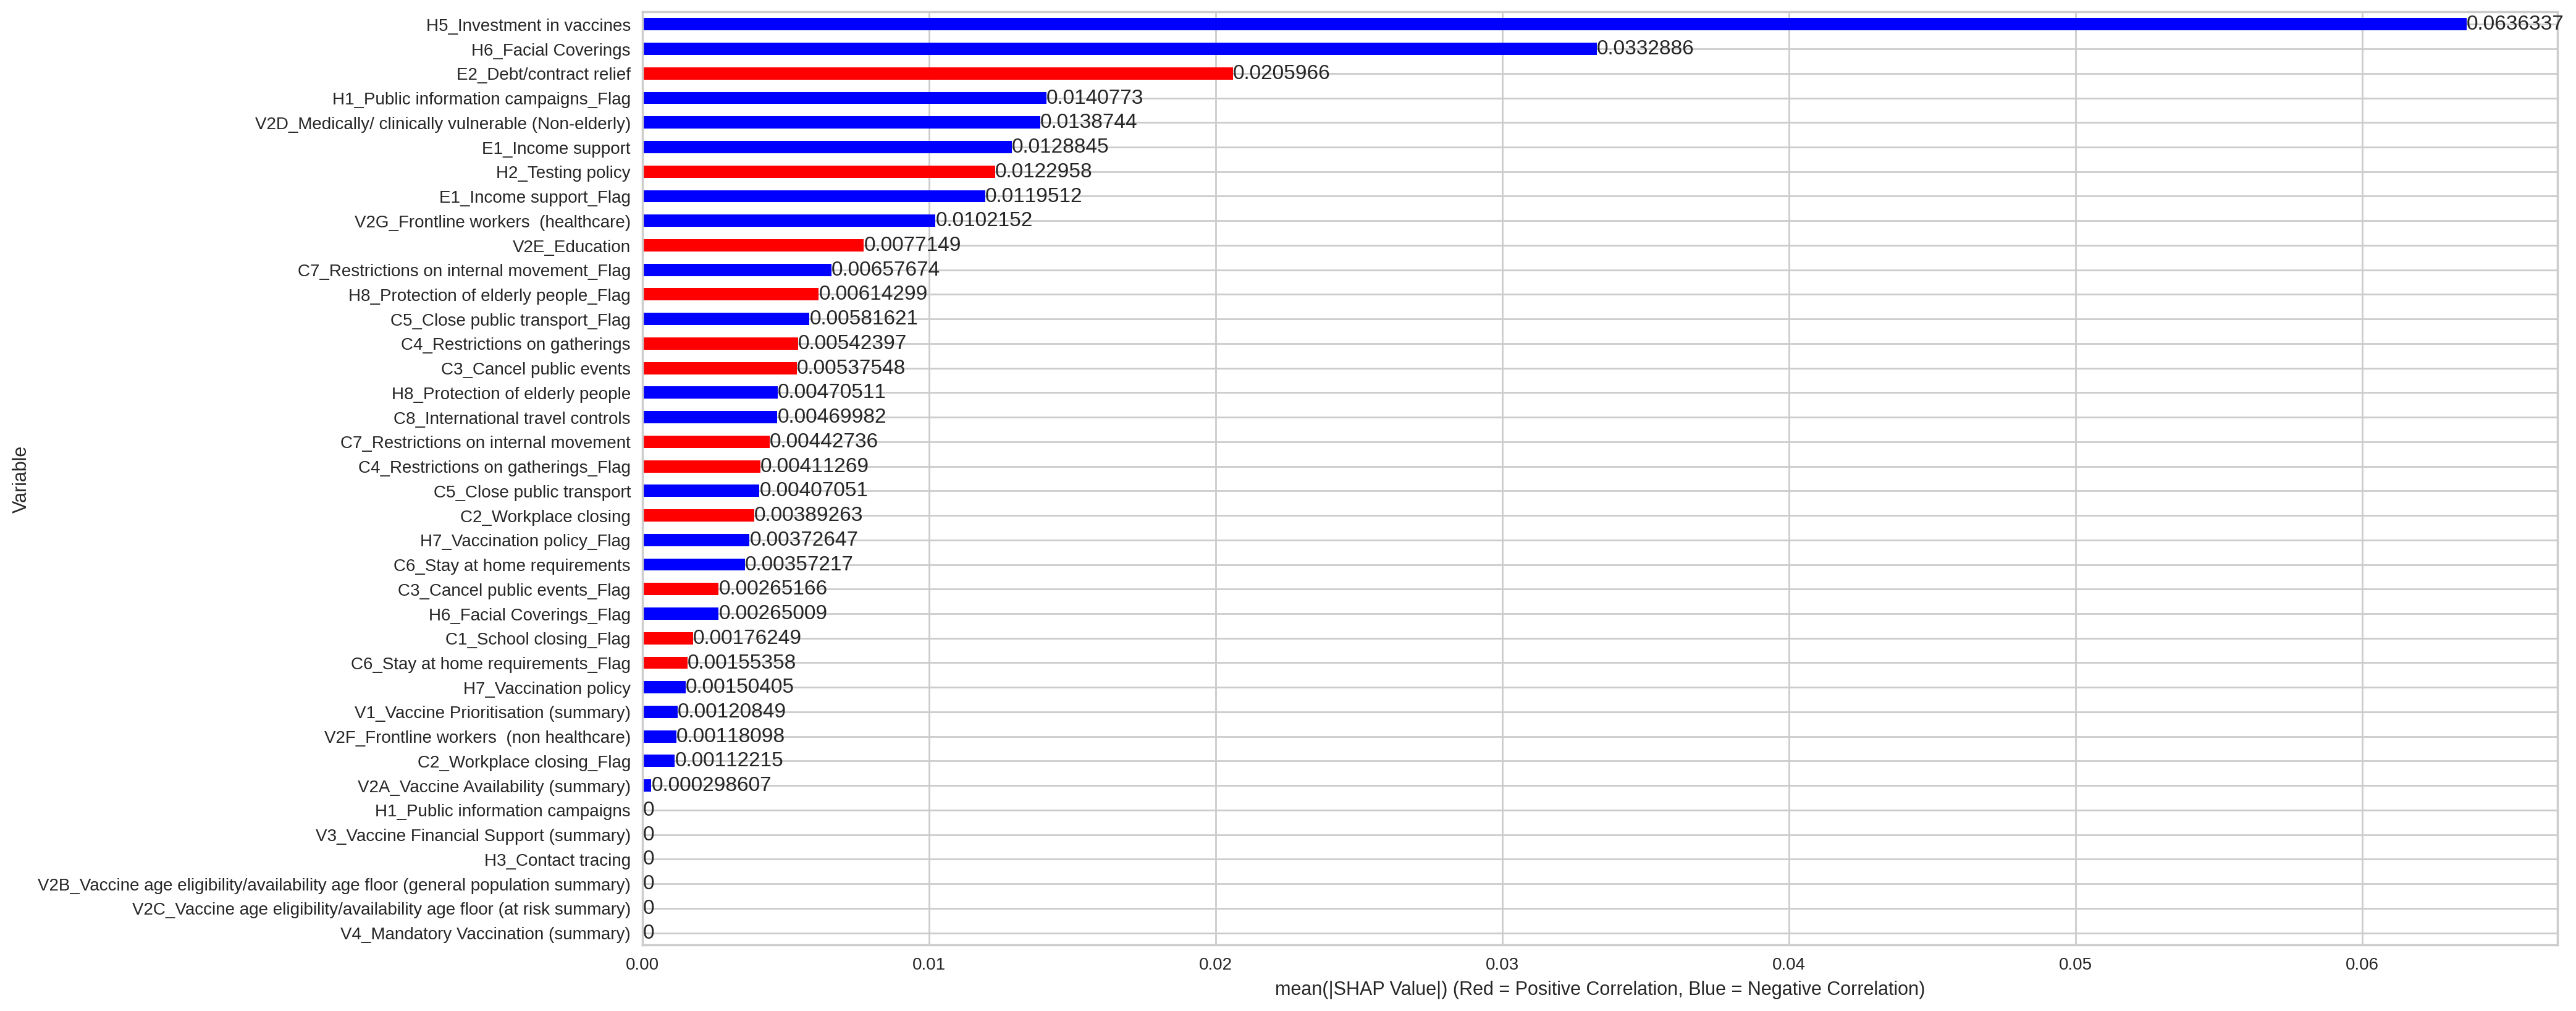 H5_Investment in vaccines 0.0636337
H6_Facial Coverings 0.0332886
E2_Debt/contract relief 0.0205966
H1_Public information campaigns_Flag 0.0140773
V2D_Medically/ clinically vulnerable (Non-elderly) 0.0138744
E1_Income support 0.0128845
H2_Testing policy 0.0122958
E1_Income support_Flag 0.0119512
V2G_Frontline workers  (healthcare) 0.0102152
V2E_Education 0.0077149
C7_Restrictions on internal movement_Flag 0.00657674
H8_Protection of elderly people_Flag 0.00614299
C5_Close public transport_Flag 0.00581621
C4_Restrictions on gatherings 0.00542397
C3_Cancel public events 0.00537548
H8_Protection of elderly people 0.00470511
C8_International travel controls 0.00469982
C7_Restrictions on internal movement 0.00442736
C4_Restrictions on gatherings_Flag 0.00411269
C5_Close public transport 0.00407051
C2_Workplace closing 0.00389263
H7_Vaccination policy_Flag 0.00372647
C6_Stay at home requirements 0.00357217
C3_Cancel public events_Flag 0.00265166
H6_Facial Coverings_Flag 0.00265009
C1_School closing_Flag 0.00176249
C6_Stay at home requirements_Flag 0.00155358
H7_Vaccination policy 0.00150405
V1_Vaccine Prioritisation (summary) 0.00120849
V2F_Frontline workers  (non healthcare) 0.00118098
C2_Workplace closing_Flag 0.00112215
V2A_Vaccine Availability (summary) 0.000298607
H1_Public information campaigns 0
V3_Vaccine Financial Support (summary) 0
H3_Contact tracing 0
V2B_Vaccine age eligibility/availability age floor (general population summary) 0
V2C_Vaccine age eligibility/availability age floor (at risk summary) 0
V4_Mandatory Vaccination (summary) 0
Variable
0.00 0.01 0.02 0.03 0.04 0.05 0.06
mean(|SHAP Value|) (Red = Positive Correlation, Blue = Negative Correlation)